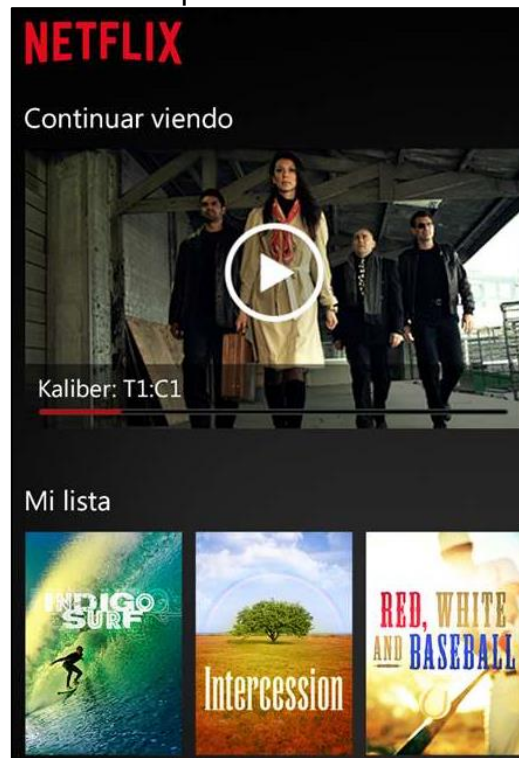 NETFLIX
Continuar viendo
Kaliber: T1:C1
Mi lista
INDIGO
SURF
Intercession
RED, WHITE
AND BASEBALL